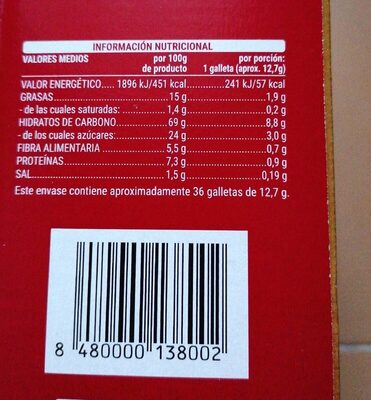 INFORMACIÓN NUTRICIONAL
VALORES MEDIOS por 100g de producto por porción: 1 galleta (aprox. 12,7g)
VALOR ENERGÉTICO..... 1896 kJ/451 kcal 241 kJ/57 kcal
GRASAS 15 g 1,9 g
- de las cuales saturadas: 1,4 g 0,2 g
HIDRATOS DE CARBONO 69 g 8,8 g
- de los cuales azúcares: 24 g 3,0 g
FIBRA ALIMENTARIA 5,5 g 0,7 g
PROTEÍNAS 7,3 g 0,9 g
SAL 1,5 g 0,19 g
Este envase contiene aproximadamente 36 galletas de 12,7 g.
8 480000 138002